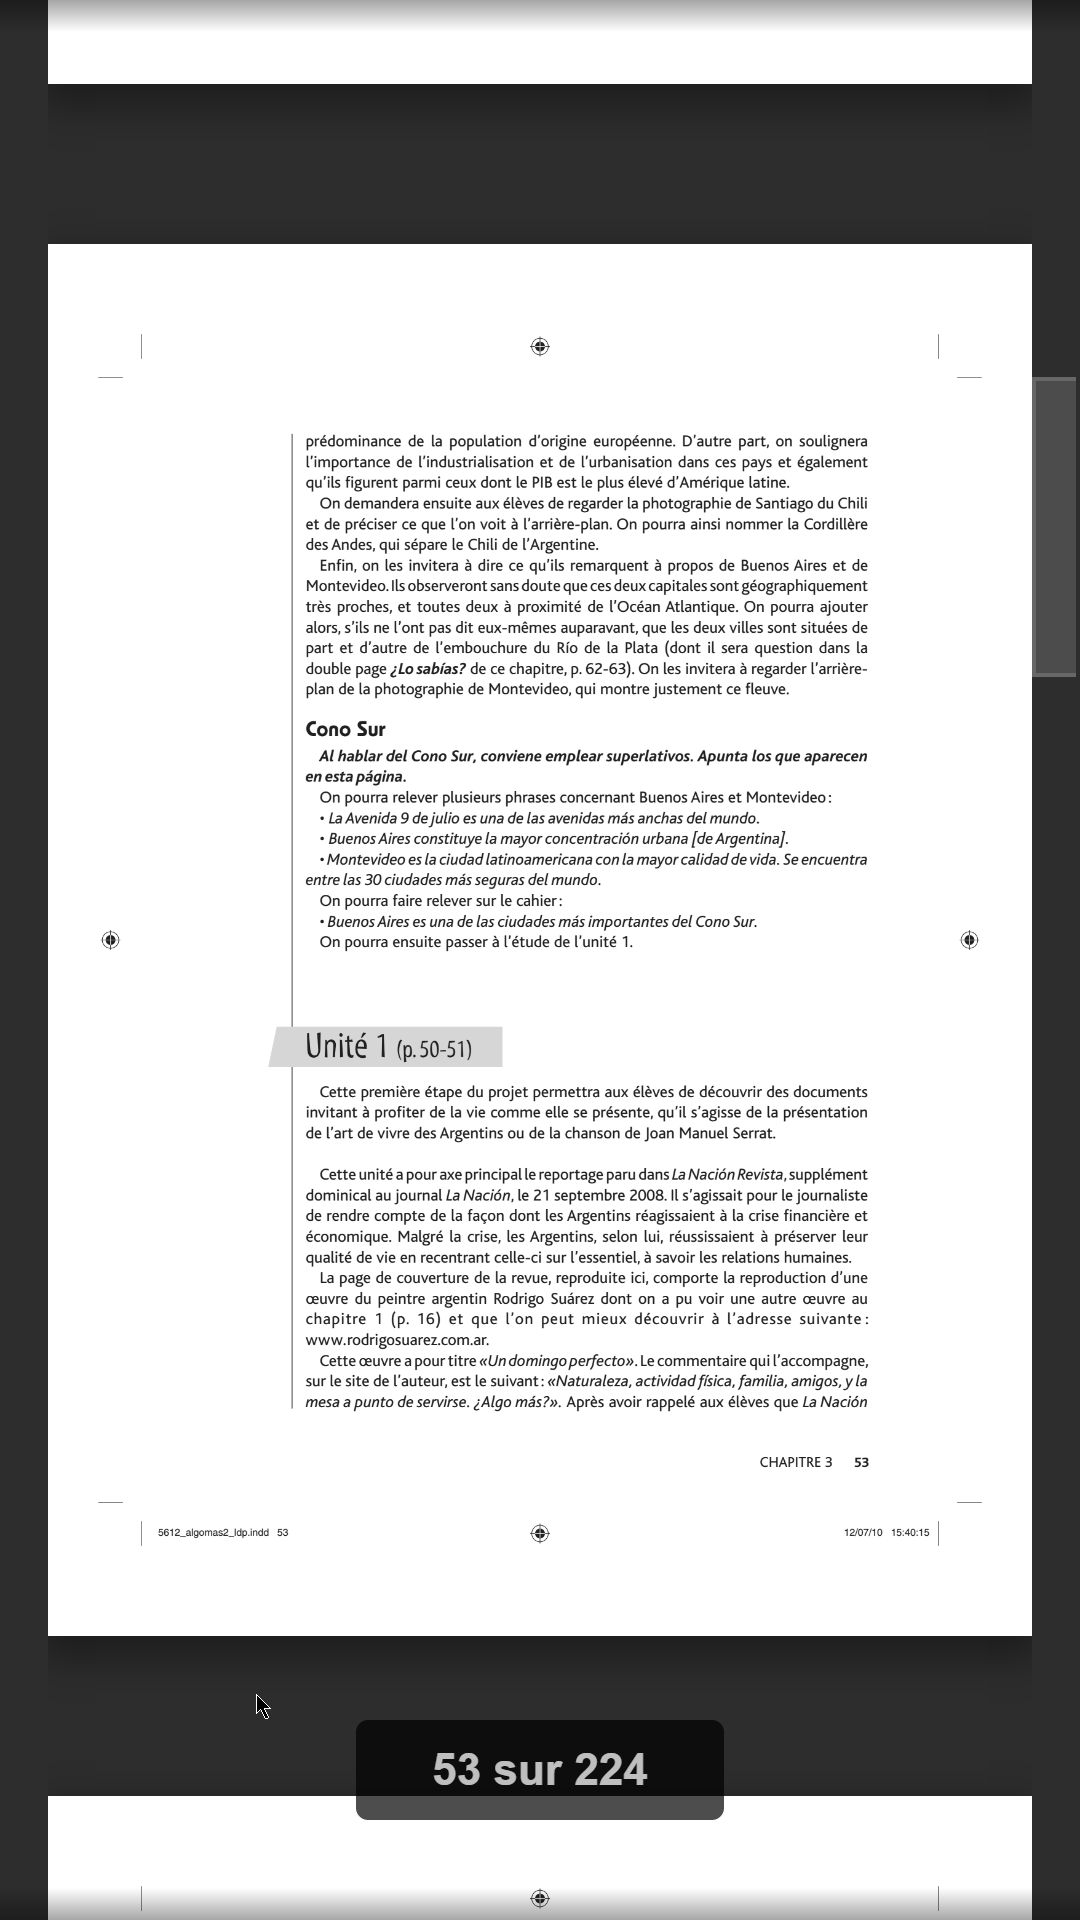 prédominance de la population d’origine européenne. D’autre part, on soulignera
l’importance de l’industrialisation et de l’urbanisation dans ces pays et également
qu’ils figurent parmi ceux dont le PIB est le plus élevé d’Amérique latine.
On demandera ensuite aux élèves de regarder la photographie de Santiago du Chili
et de préciser ce que l’on voit à l’arrière-plan. On pourra ainsi nommer la Cordillère
des Andes, qui sépare le Chili de l’Argentine.
Enfin, on les invitera à dire ce qu’ils remarquent à propos de Buenos Aires et de
Montevideo. Ils observeront sans doute que ces deux capitales sont géographiquement
très proches, et toutes deux à proximité de l’Océan Atlantique. On pourra ajouter
alors, s’ils ne l’ont pas dit eux-mêmes auparavant, que les deux villes sont situées de
part et d’autre de l’embouchure du Río de la Plata (dont il sera question dans la
double page ¿Lo sabías? de ce chapitre, p. 62-63). On les invitera à regarder l’arrière-
plan de la photographie de Montevideo, qui montre justement ce fleuve.
Cono Sur
Al hablar del Cono Sur, conviene emplear superlativos. Apunta los que aparecen
en esta página.
On pourra relever plusieurs phrases concernant Buenos Aires et Montevideo :
• La Avenida 9 de julio es una de las avenidas más anchas del mundo.
• Buenos Aires constituye la mayor concentración urbana [de Argentina].
• Montevideo es la ciudad latinoamericana con la mayor calidad de vida. Se encuentra
entre las 30 ciudades más seguras del mundo.
On pourra faire relever sur le cahier :
• Buenos Aires es una de las ciudades más importantes del Cono Sur.
On pourra ensuite passer à l’étude de l’unité 1.
Unité 1 (p. 50-51)
Cette première étape du projet permettra aux élèves de découvrir des documents
invitant à profiter de la vie comme elle se présente, qu’il s’agisse de la présentation
de l’art de vivre des Argentins ou de la chanson de Joan Manuel Serrat.
Cette unité a pour axe principal le reportage paru dans La Nación Revista, supplément
dominical au journal La Nación, le 21 septembre 2008. Il s’agissait pour le journaliste
de rendre compte de la façon dont les Argentins réagissaient à la crise financière et
économique. Malgré la crise, les Argentins, selon lui, réussissaient à préserver leur
qualité de vie en recentrant celle-ci sur l’essentiel, à savoir les relations humaines.
La page de couverture de la revue, reproduite ici, comporte la reproduction d’une
œuvre du peintre argentin Rodrigo Suárez dont on a pu voir une autre œuvre au
chapitre 1 (p. 16) et que l’on peut mieux découvrir à l’adresse suivante :
www.rodrigosuarez.com.ar.
Cette œuvre a pour titre «Un domingo perfecto». Le commentaire qui l’accompagne,
sur le site de l’auteur, est le suivant : «Naturaleza, actividad física, familia, amigos, y la
mesa a punto de servirse. ¿Algo más?». Après avoir rappelé aux élèves que La Nación
CHAPITRE 3 53
5612_algomas2_ldp.indd 53 12/07/10 15:40:15
53 sur 224